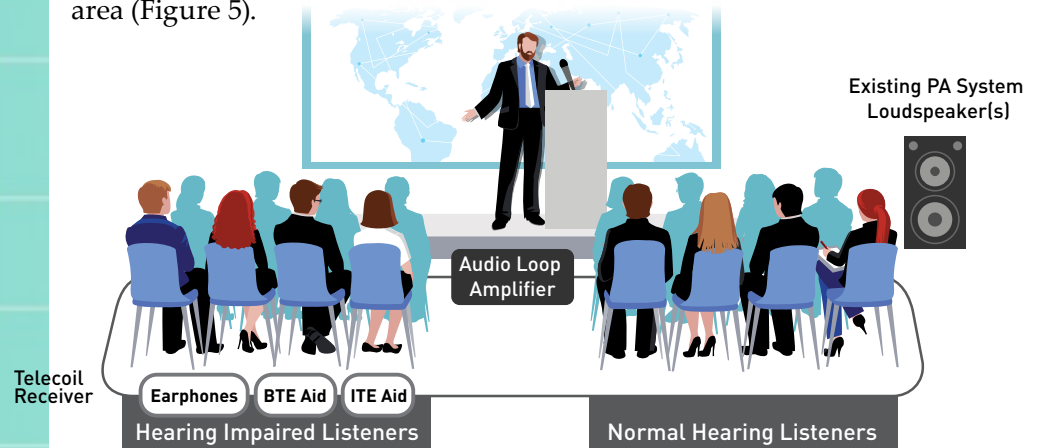 area (Figure 5).
Existing PA System
Loudspeaker(s)
Audio Loop
Amplifier
Telecoil
Receiver
Earphones
BTE Aid
ITE Aid
Hearing Impaired Listeners
Normal Hearing Listeners